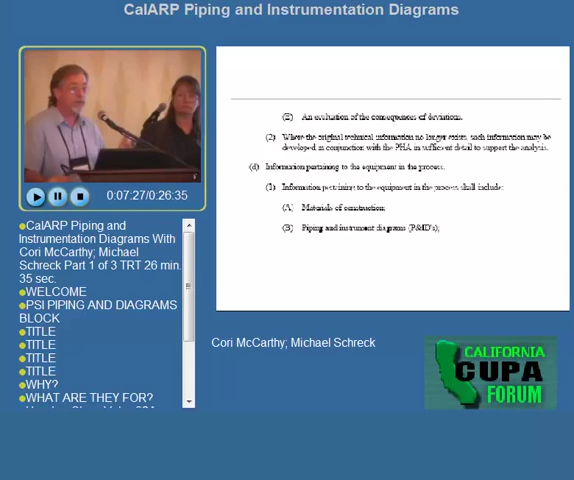 CalARP Piping and Instrumentation Diagrams
(E) An evaluation of the consequences of deviations.
(2) Where the original technical information no longer exists, such information may be
developed in conjunction with the PHA in sufficient detail to support the analysis.
(d) Information pertaining to the equipment in the process.
(1) Information pertaining to the equipment in the process shall include:
(A) Materials of construction;
(B) Piping and instrument diagrams (P&ID's);
0:07:27/0:26:35
CalARP Piping and
Instrumentation Diagrams With
Cori McCarthy; Michael
Schreck Part 1 of 3 TRT 26 min.
35 sec.
WELCOME
PSI PIPING AND DIAGRAMS
BLOCK
TITLE
TITLE
TITLE
TITLE
WHY?
WHAT ARE THEY FOR?
Cori McCarthy; Michael Schreck
CALIFORNIA
CUPA
FORUM